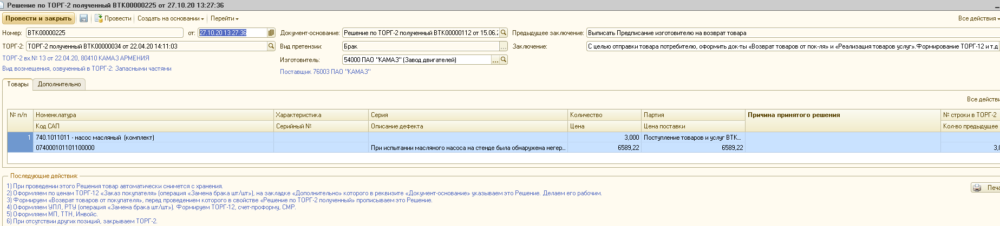 Решение по ТОРГ-2 полученный ВТК00000225 от 27.10.20 13:27:36
Провести и закрыть Провести Создать на основании Перейти Все действия
Номер: ВТК00000225 от: 27.10.20 13:27:36 Документ-основание: Решение по ТОРГ-2 полученный ВТК00000112 от 15.06.2 Предыдущее заключение: Выписать Предписание изготовителю на возврат товара
ТОРГ-2: ТОРГ-2 полученный ВТК00000034 от 22.04.20 14:11:03 Вид претензии: Брак ... Заключение: С целью отправки товара потребителю, оформить док-ты «Возврат товаров от пок-ля» и «Реализация товаров услуг».Формирование ТОРГ-12 и т.д
ТОРГ-2 вх.№ 13 от 22.04.20, 80410 КАМАЗ АРМЕНИЯ Изготовитель: 54000 ПАО "КАМАЗ" (Завод двигателей) ...
Вид возмещения, озвученный в ТОРГ-2: Запасными частями Поставщик 76003 ПАО "КАМАЗ"
Товары Дополнительно
Все действи
№ п/п Номенклатура Характеристика Серия Количество Партия Причина принятого решения № строки в ТОРГ-2
Код САП Серийный № Описание дефекта Цена Цена поставки Кол-во предыдущее
1 740.1011011 - насос масляный (комплект) 3,000 Поступление товаров и услуг ВТК...
074000101101100000 При испытании масляного насоса на стенде была обнаружена негер... 6589,22 6589,22 3,0
Последующие действия:
1) При проведении этого Решения товар автоматически снимется с хранения.
2) Оформляем по ценам ТОРГ-12 «Заказ покупателя» (операция «Замена брака шт/шт»), на закладке «Дополнительно» которого в реквизите «Документ-основание» указываем это Решение. Делаем его рабочим.
3) Формируем «Возврат товаров от покупателя», перед проведением которого в свойстве «Решение по ТОРГ-2 полученный» прописываем это Решение.
4) Оформляем УПЛ, РТУ (операция «Замена брака шт/шт»). Формируем ТОРГ-12, счет-проформу, СМР.
5) Оформляем МП, ТТН, Инвойс.
6) При отсутствии других позиций, закрываем ТОРГ-2.
Печа